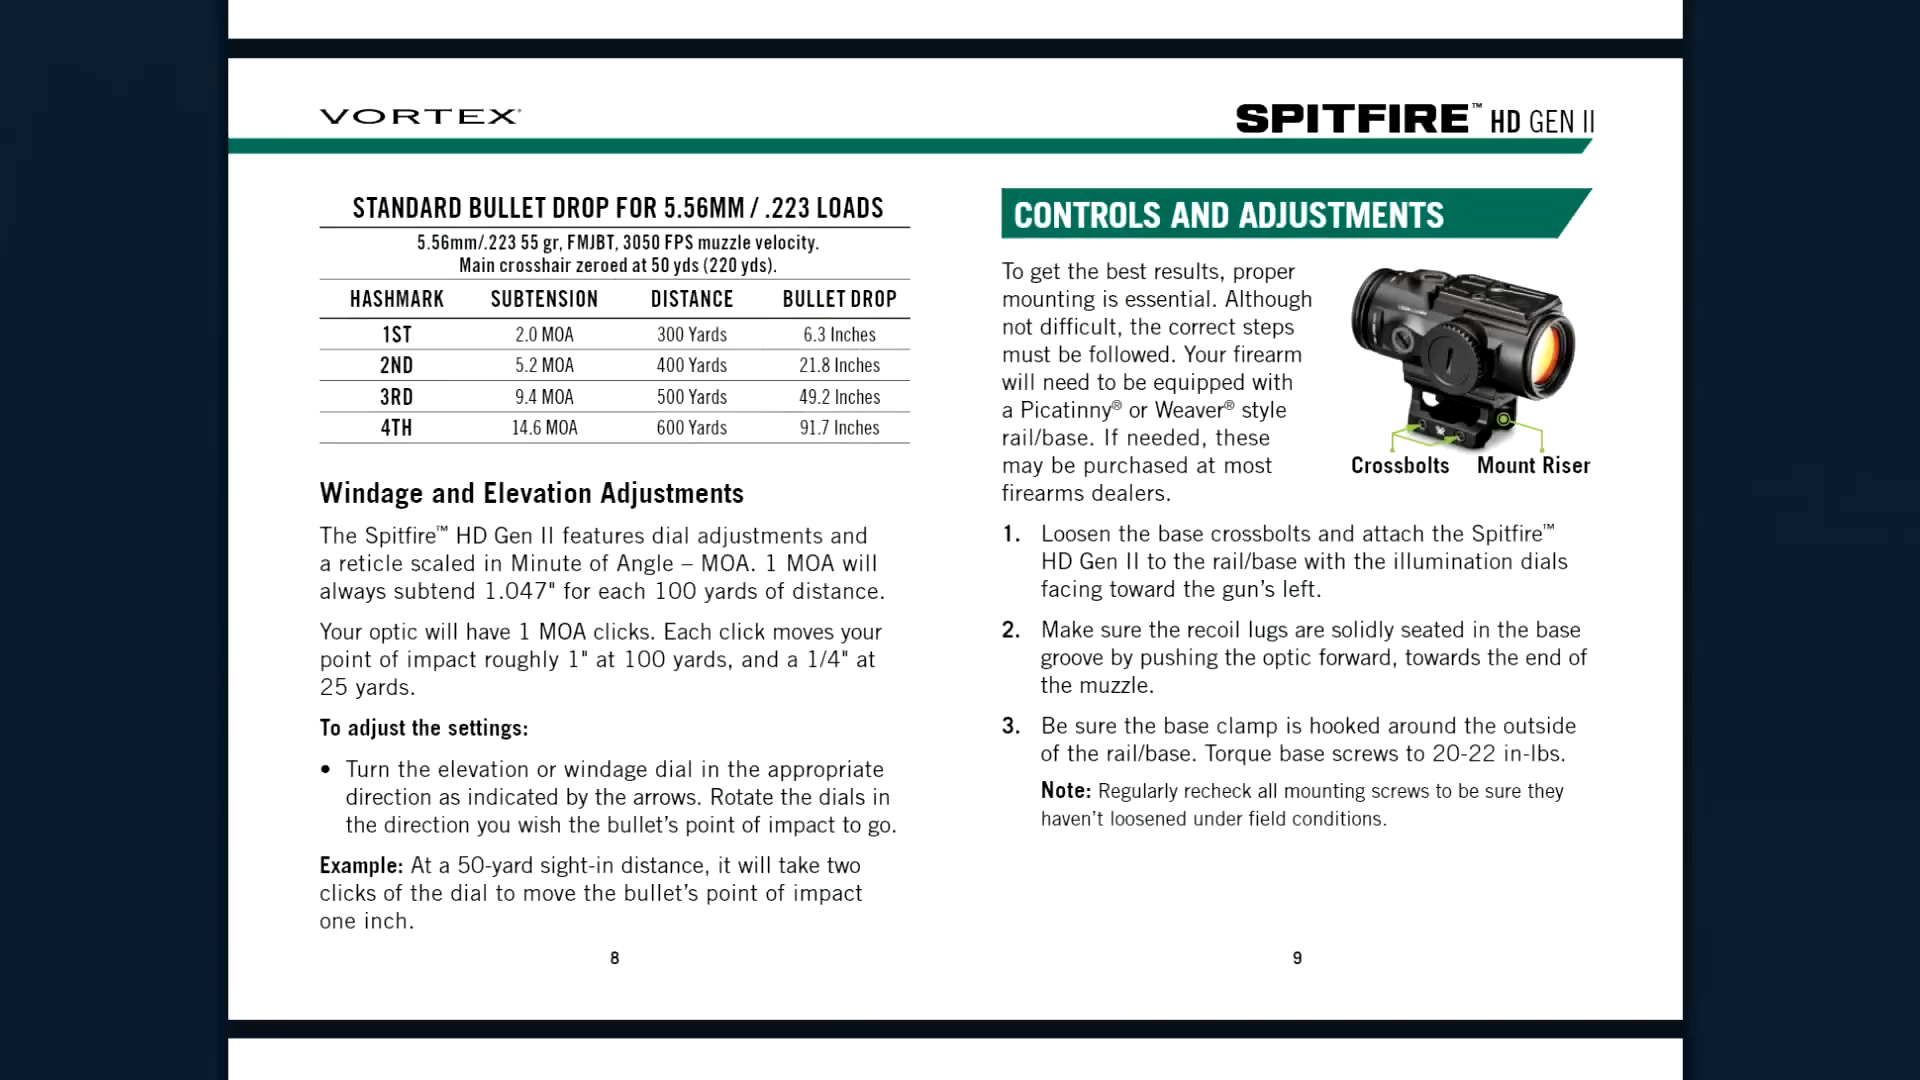 VORTEX®
SPITFIRE™ HD GEN II
STANDARD BULLET DROP FOR 5.56MM / .223 LOADS
5.56mm/.223 55 gr, FMJBT, 3050 FPS muzzle velocity.
Main crosshair zeroed at 50 yds (220 yds).
HASHMARK SUBTENSION DISTANCE BULLET DROP
1ST 2.0 MOA 300 Yards 6.3 Inches
2ND 5.2 MOA 400 Yards 21.8 Inches
3RD 9.4 MOA 500 Yards 49.2 Inches
4TH 14.6 MOA 600 Yards 91.7 Inches
Windage and Elevation Adjustments
The Spitfire™ HD Gen II features dial adjustments and
a reticle scaled in Minute of Angle – MOA. 1 MOA will
always subtend 1.047" for each 100 yards of distance.
Your optic will have 1 MOA clicks. Each click moves your
point of impact roughly 1" at 100 yards, and a 1/4" at
25 yards.
To adjust the settings:
• Turn the elevation or windage dial in the appropriate
direction as indicated by the arrows. Rotate the dials in
the direction you wish the bullet's point of impact to go.
Example: At a 50-yard sight-in distance, it will take two
clicks of the dial to move the bullet's point of impact
one inch.
8
CONTROLS AND ADJUSTMENTS
To get the best results, proper
mounting is essential. Although
not difficult, the correct steps
must be followed. Your firearm
will need to be equipped with
a Picatinny® or Weaver® style
rail/base. If needed, these
may be purchased at most
firearms dealers.
Crossbolts Mount Riser
1. Loosen the base crossbolts and attach the Spitfire™
HD Gen II to the rail/base with the illumination dials
facing toward the gun's left.
2. Make sure the recoil lugs are solidly seated in the base
groove by pushing the optic forward, towards the end of
the muzzle.
3. Be sure the base clamp is hooked around the outside
of the rail/base. Torque base screws to 20-22 in-lbs.
Note: Regularly recheck all mounting screws to be sure they
haven't loosened under field conditions.
9